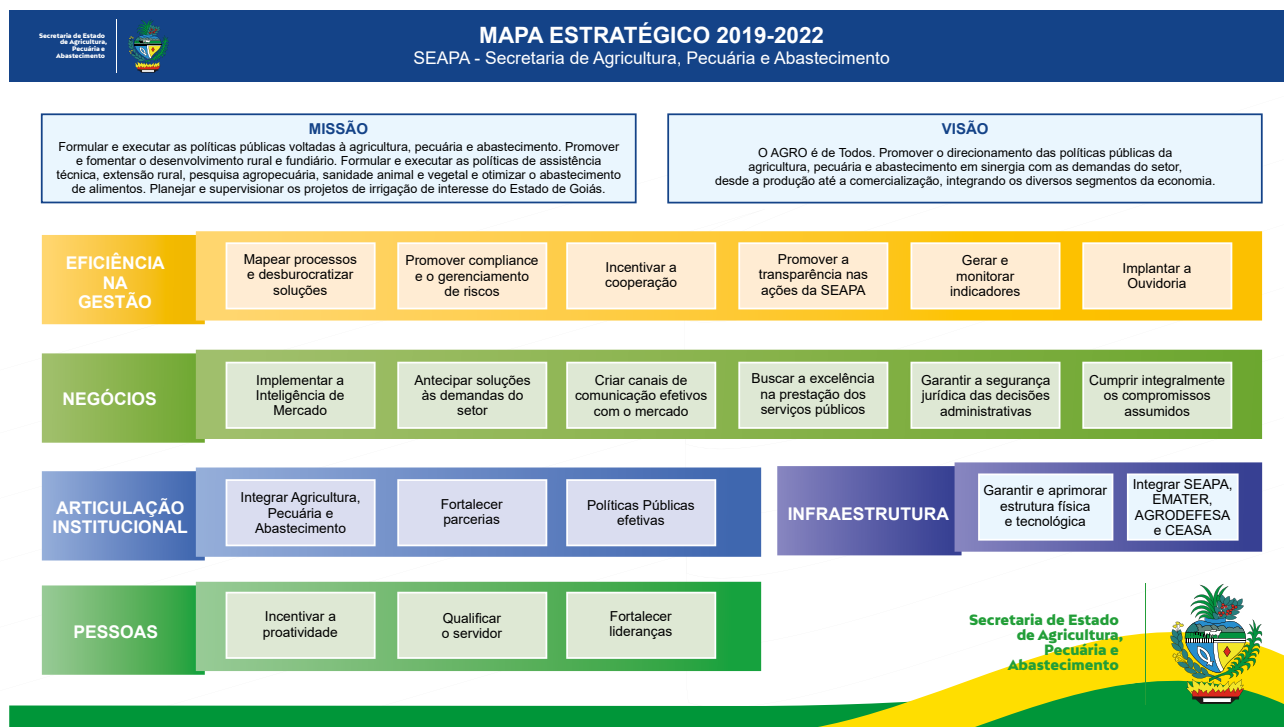 Secretaria de Estado
de Agricultura,
Pecuária e
Abastecimento
MAPA ESTRATÉGICO 2019-2022
SEAPA - Secretaria de Agricultura, Pecuária e Abastecimento
MISSÃO
Formular e executar as políticas públicas voltadas à agricultura, pecuária e abastecimento. Promover
e fomentar o desenvolvimento rural e fundiário. Formular e executar as políticas de assistência
técnica, extensão rural, pesquisa agropecuária, sanidade animal e vegetal e otimizar o abastecimento
de alimentos. Planejar e supervisionar os projetos de irrigação de interesse do Estado de Goiás.
VISÃO
O AGRO é de Todos. Promover o direcionamento das políticas públicas da
agricultura, pecuária e abastecimento em sinergia com as demandas do setor,
desde a produção até a comercialização, integrando os diversos segmentos da economia.
EFICIÊNCIA
NA
GESTÃO
Mapear processos
e desburocratizar
soluções
Promover compliance
e o gerenciamento
de riscos
Incentivar a
cooperação
Promover a
transparência nas
ações da SEAPA
Gerar e
monitorar
indicadores
Implantar a
Ouvidoria
NEGÓCIOS
Implementar a
Inteligência de
Mercado
Antecipar soluções
às demandas do
setor
Criar canais de
comunicação efetivos
com o mercado
Buscar a excelência
na prestação dos
serviços públicos
Garantir a segurança
jurídica das decisões
administrativas
Cumprir integralmente
os compromissos
assumidos
ARTICULAÇÃO
INSTITUCIONAL
Integrar Agricultura,
Pecuária e
Abastecimento
Fortalecer
parcerias
Políticas Públicas
efetivas
INFRAESTRUTURA
Garantir e aprimorar
estrutura física
e tecnológica
Integrar SEAPA,
EMATER,
AGRODEFESA
e CEASA
PESSOAS
Incentivar a
proatividade
Qualificar
o servidor
Fortalecer
lideranças
Secretaria de Estado
de Agricultura,
Pecuária e
Abastecimento